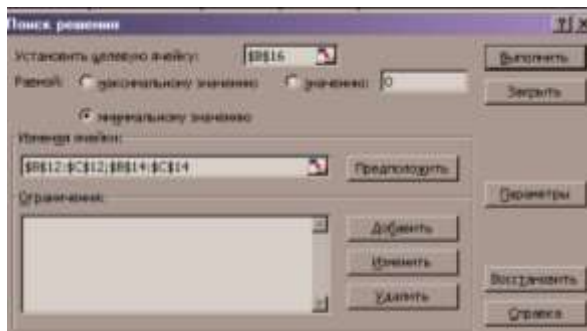 Поиск решения
Установить целевую ячейку: $B$16 Выполнить
Равной: максимальному значению значению: 0 Закрыть
минимальному значению
Изменяя ячейки:
$B$12:$C$12;$B$14:$C$14 Предположить
Ограничения: Параметры
Добавить
Изменить
Удалить
Восстановить
Справка